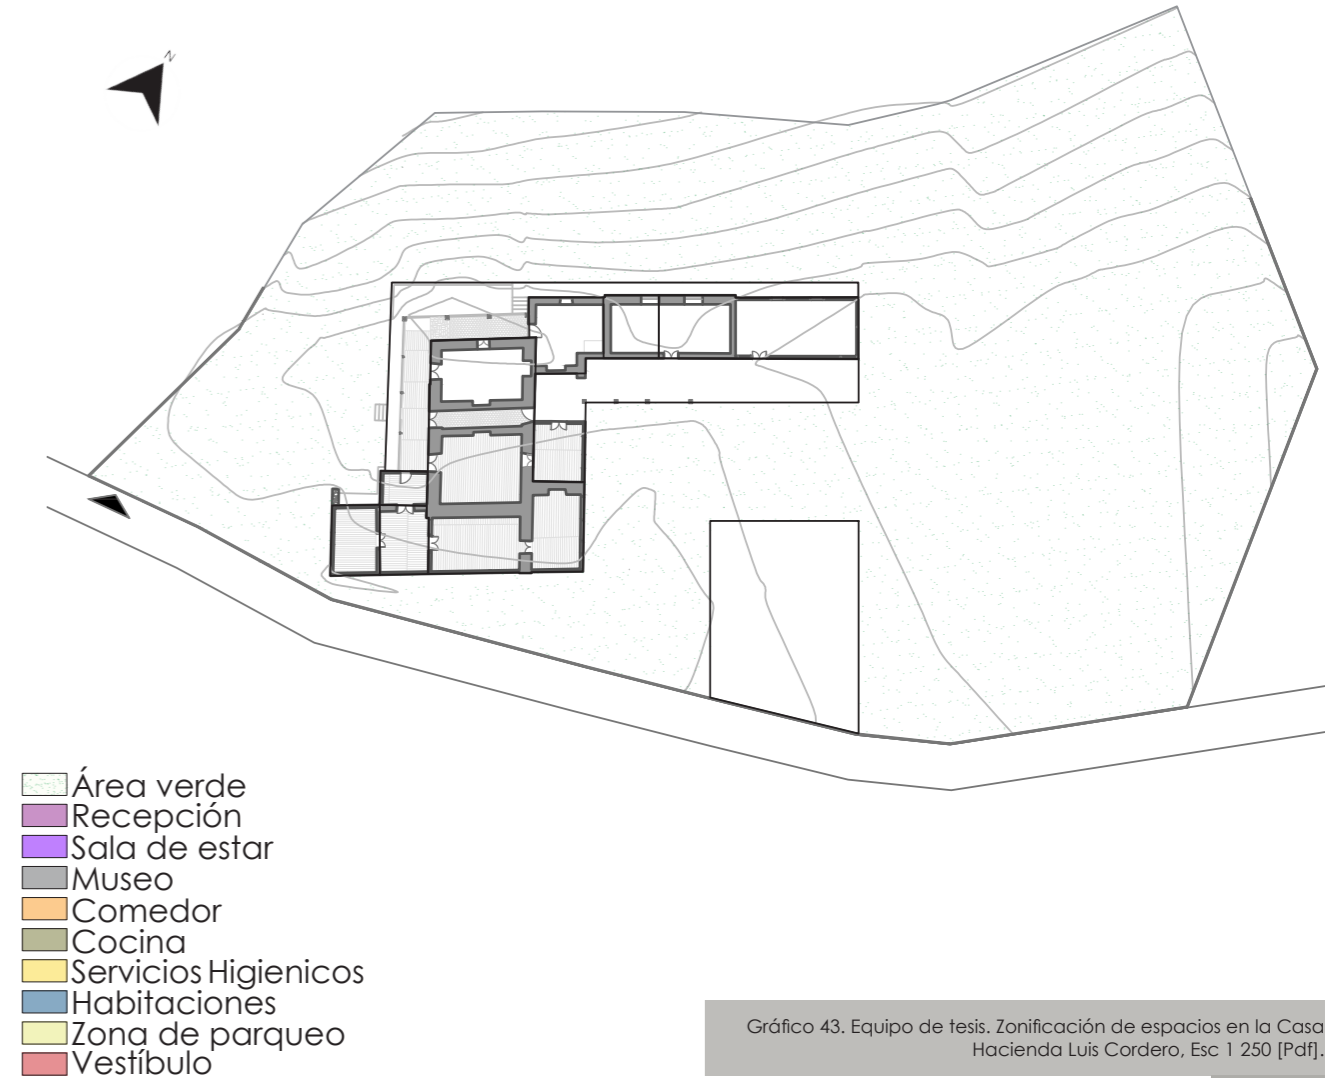 N
Área verde
Recepción
Sala de estar
Museo
Comedor
Cocina
Servicios Higienicos
Habitaciones
Zona de parqueo
Vestíbulo
Gráfico 43. Equipo de tesis. Zonificación de espacios en la Casa
Hacienda Luis Cordero, Esc 1 250 [Pdf].